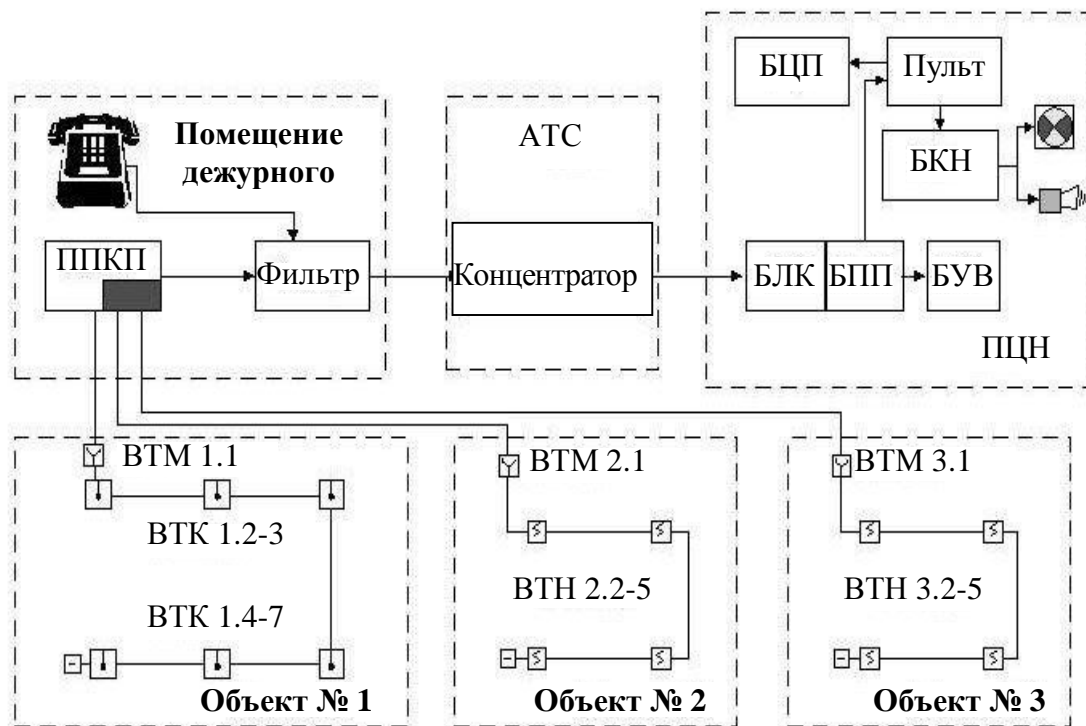 БЦП
Пульт
Помещение
дежурного
АТС
БКН
ППКП
Фильтр
Концентратор
БЛК
БПП
БУВ
ПЦН
ВТМ 1.1
ВТМ 2.1
ВТМ 3.1
ВТК 1.2-3
ВТН 2.2-5
ВТН 3.2-5
ВТК 1.4-7
Объект № 1
Объект № 2
Объект № 3